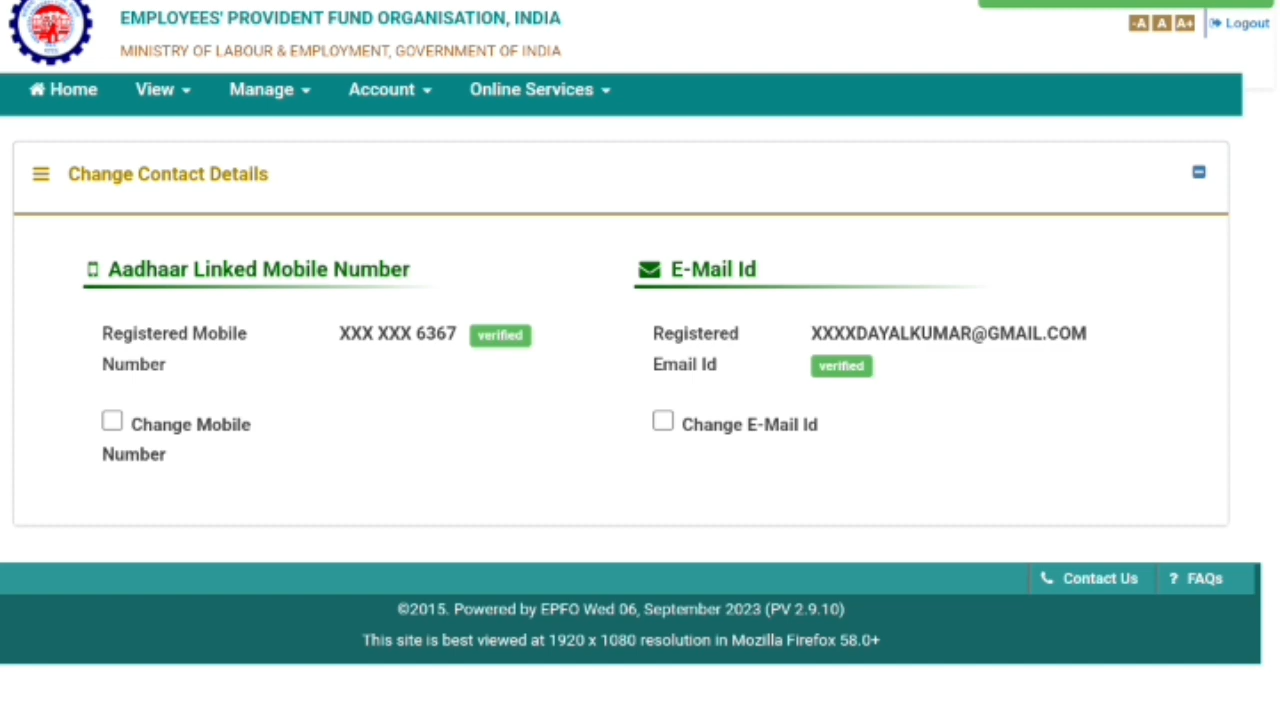 EMPLOYEES' PROVIDENT FUND ORGANISATION, INDIA
MINISTRY OF LABOUR & EMPLOYMENT, GOVERNMENT OF INDIA
-A A A+ Logout
Home View Manage Account Online Services
Change Contact Details
Aadhaar Linked Mobile Number
Registered Mobile Number XXX XXX 6367 verified
Change Mobile Number
E-Mail Id
Registered Email Id XXXXDAYALKUMAR@GMAIL.COM verified
Change E-Mail Id
Contact Us ? FAQs
©2015. Powered by EPFO Wed 06, September 2023 (PV 2.9.10)
This site is best viewed at 1920 x 1080 resolution in Mozilla Firefox 58.0+